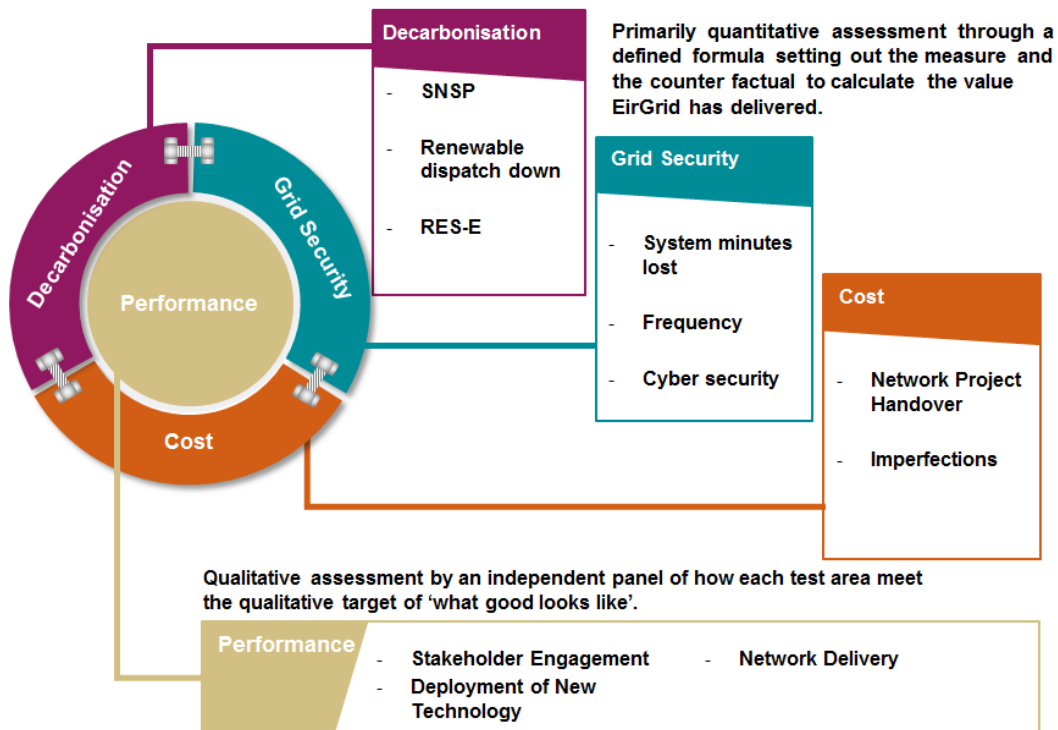 Decarbonisation
- SNSP
- Renewable
dispatch down
- RES-E
Primarily quantitative assessment through a
defined formula setting out the measure and
the counter factual to calculate the value
EirGrid has delivered.
Grid Security
- System minutes
lost
- Frequency
- Cyber security
Cost
- Network Project
Handover
- Imperfections
Decarbonisation
Grid Security
Performance
Cost
Qualitative assessment by an independent panel of how each test area meet
the qualitative target of ‘what good looks like’.
Performance
- Stakeholder Engagement
- Deployment of New
Technology
- Network Delivery